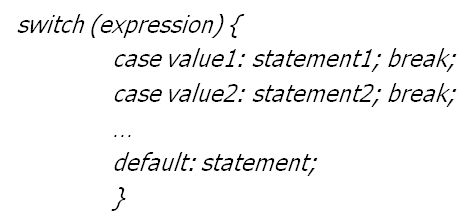 switch (expression) {
case value1: statement1; break;
case value2: statement2; break;
...
default: statement;
}